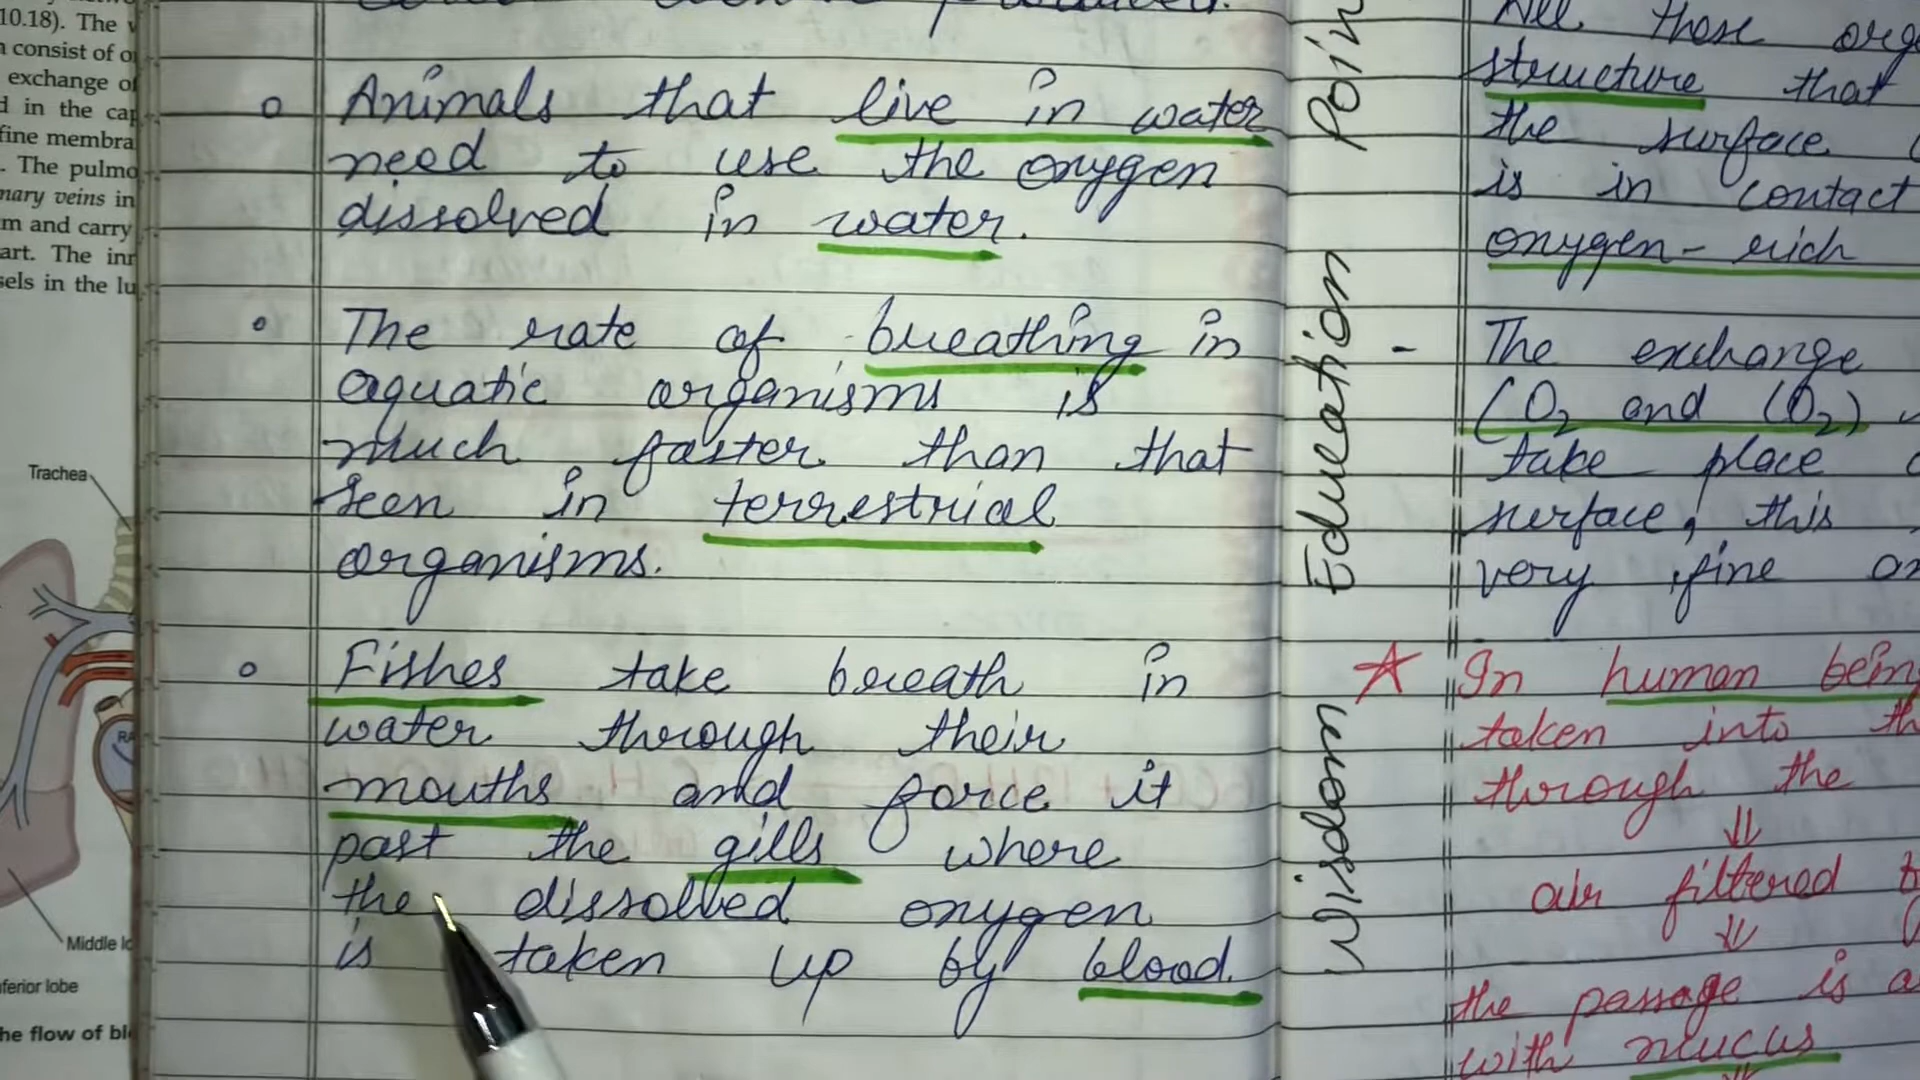 10.18). The
consist of
exchange of
d in the
fine membra
. The pulmo
nary veins in
m and carry
art. The inn
sels in the lu
Trachea
RA
Middle lo
ferior lobe
he flow of bl
Animals that live in water
need to use the oxygen
dissolved in water.
The rate of breathing in
aquatic organisms is
much faster than that
seen in terrestrial
organisms.
Fishes take breath in
water through their
mouths and force it
past the gills where
the dissolved oxygen
is taken up by blood.
Wisdom Education Poin
All these orga
structure that
the surface
is in contact
oxygen-rich
- The exchange
(O2 and CO2)
take place
surface, this
very fine
☆ In human being
taken into th
through the
⇓
air filtered
⇓
the passage is a
with mucus